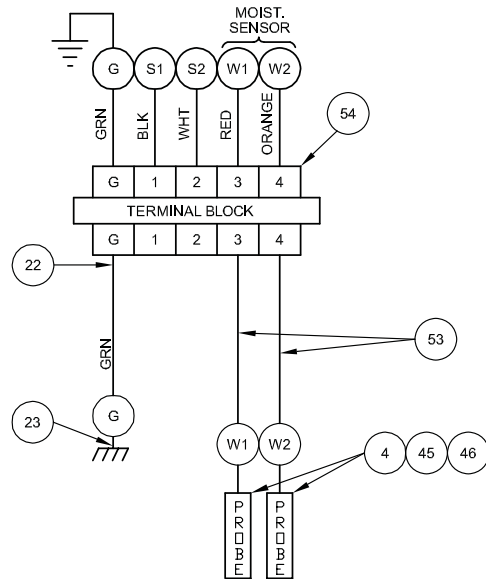 MOIST.
SENSOR
G S1 S2 W1 W2
GRN BLK WHT RED ORANGE
54
G 1 2 3 4
TERMINAL BLOCK
G 1 2 3 4
22
53
GRN
23
G
W1 W2
4 45 46
PROBE PROBE